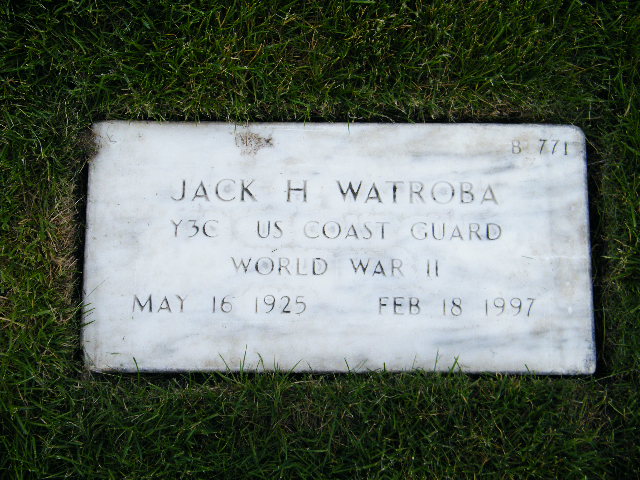 B 771
JACK H WATROBA
Y3C US COAST GUARD
WORLD WAR II
MAY 16 1925 FEB 18 1997